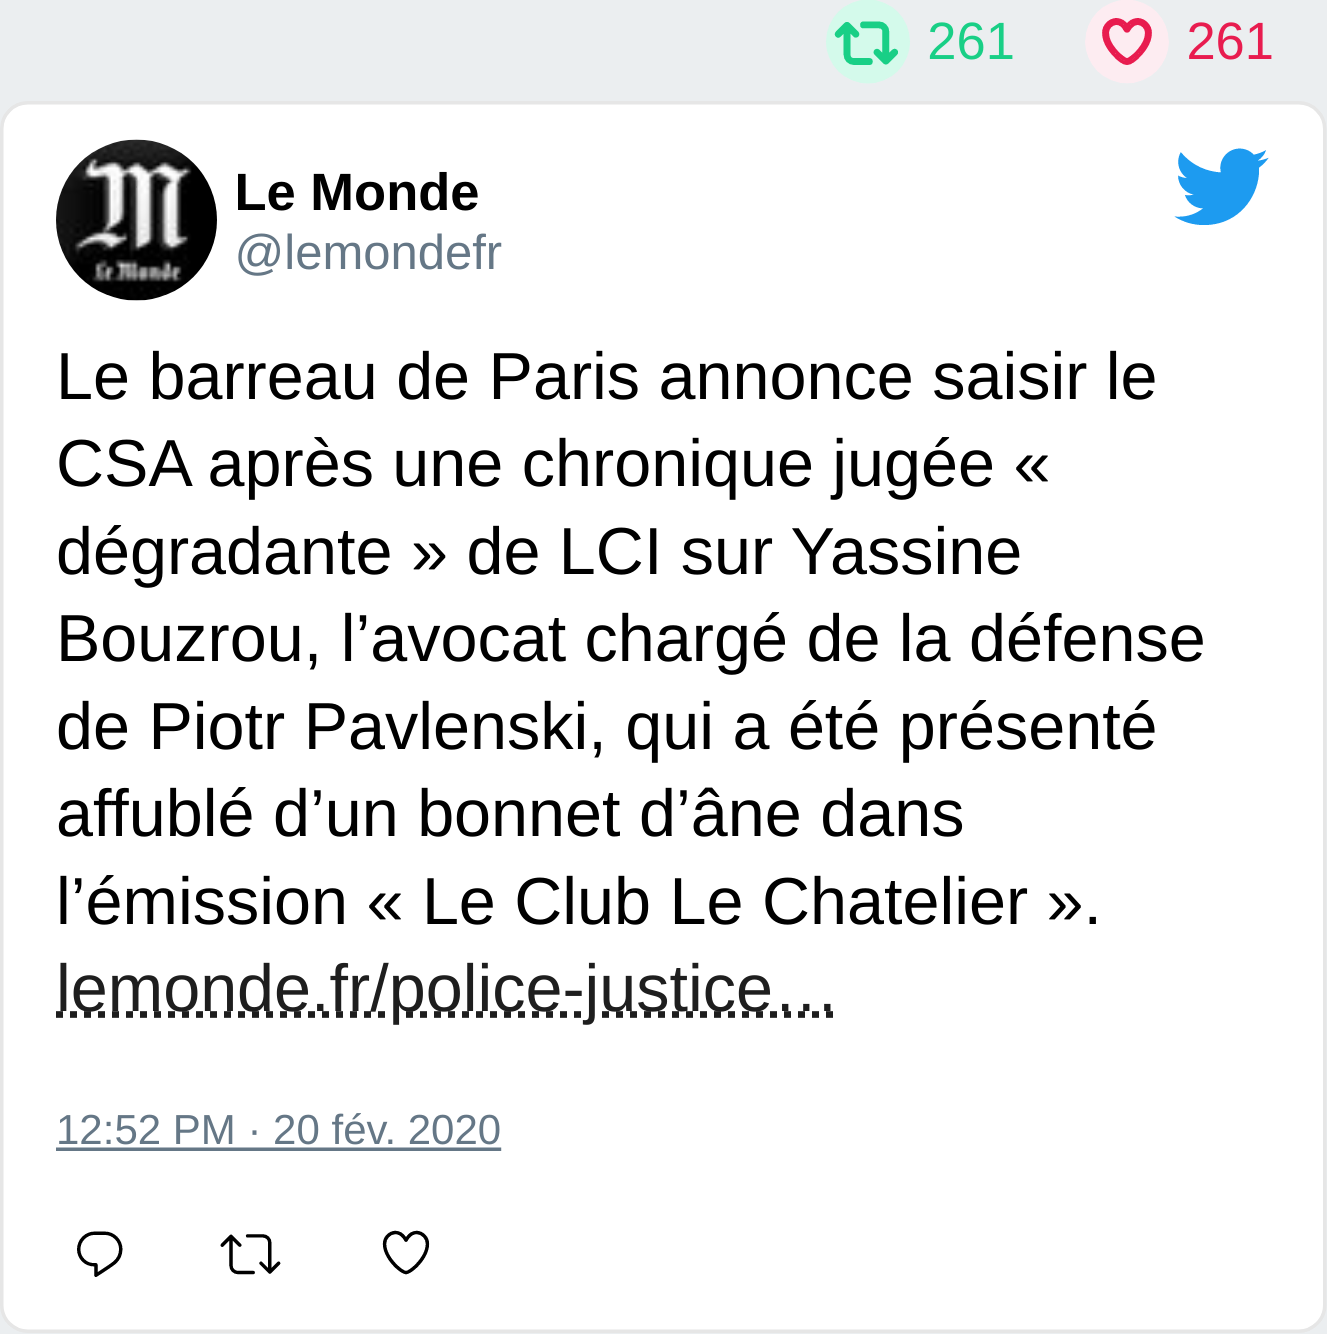 261 261
Le Monde
Le Monde
@lemondefr
Le barreau de Paris annonce saisir le
CSA après une chronique jugée «
dégradante » de LCI sur Yassine
Bouzrou, l’avocat chargé de la défense
de Piotr Pavlenski, qui a été présenté
affublé d’un bonnet d’âne dans
l’émission « Le Club Le Chatelier ».
lemonde.fr/police-justice…
12:52 PM · 20 fév. 2020